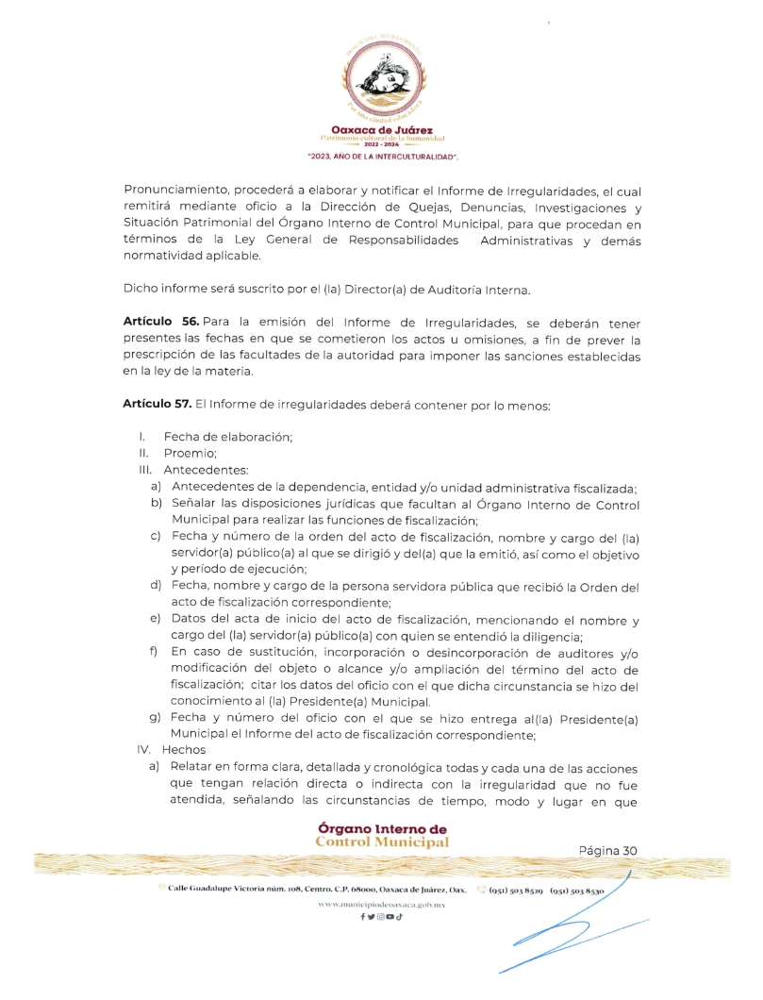 HONOR DEL AYUNTAMIENTO
Por una ciudad educadora
Oaxaca de Juárez
Patrimonio cultural de la humanidad
2022 - 2024
"2023, AÑO DE LA INTERCULTURALIDAD".
Pronunciamiento, procederá a elaborar y notificar el Informe de Irregularidades, el cual
remitirá mediante oficio a la Dirección de Quejas, Denuncias, Investigaciones y
Situación Patrimonial del Órgano Interno de Control Municipal, para que procedan en
términos de la Ley General de Responsabilidades Administrativas y demás
normatividad aplicable.
Dicho informe será suscrito por el (la) Director(a) de Auditoría Interna.
Artículo 56. Para la emisión del Informe de Irregularidades, se deberán tener
presentes las fechas en que se cometieron los actos u omisiones, a fin de prever la
prescripción de las facultades de la autoridad para imponer las sanciones establecidas
en la ley de la materia.
Artículo 57. El Informe de irregularidades deberá contener por lo menos:
I. Fecha de elaboración;
II. Proemio;
III. Antecedentes:
a) Antecedentes de la dependencia, entidad y/o unidad administrativa fiscalizada;
b) Señalar las disposiciones jurídicas que facultan al Órgano Interno de Control
Municipal para realizar las funciones de fiscalización;
c) Fecha y número de la orden del acto de fiscalización, nombre y cargo del (la)
servidor(a) público(a) al que se dirigió y del(a) que la emitió, así como el objetivo
y período de ejecución;
d) Fecha, nombre y cargo de la persona servidora pública que recibió la Orden del
acto de fiscalización correspondiente;
e) Datos del acta de inicio del acto de fiscalización, mencionando el nombre y
cargo del (la) servidor(a) público(a) con quien se entendió la diligencia;
f) En caso de sustitución, incorporación o desincorporación de auditores y/o
modificación del objeto o alcance y/o ampliación del término del acto de
fiscalización; citar los datos del oficio con el que dicha circunstancia se hizo del
conocimiento al (la) Presidente(a) Municipal.
g) Fecha y número del oficio con el que se hizo entrega al(la) Presidente(a)
Municipal el Informe del acto de fiscalización correspondiente;
IV. Hechos
a) Relatar en forma clara, detallada y cronológica todas y cada una de las acciones
que tengan relación directa o indirecta con la irregularidad que no fue
atendida, señalando las circunstancias de tiempo, modo y lugar en que
Órgano Interno de
Control Municipal
Página 30
Calle Guadalupe Victoria núm. 108, Centro. C.P. 68000, Oaxaca de Juárez, Oax. (951) 503 8529 (951) 503 8530
www.municipiodeoaxaca.gob.mx